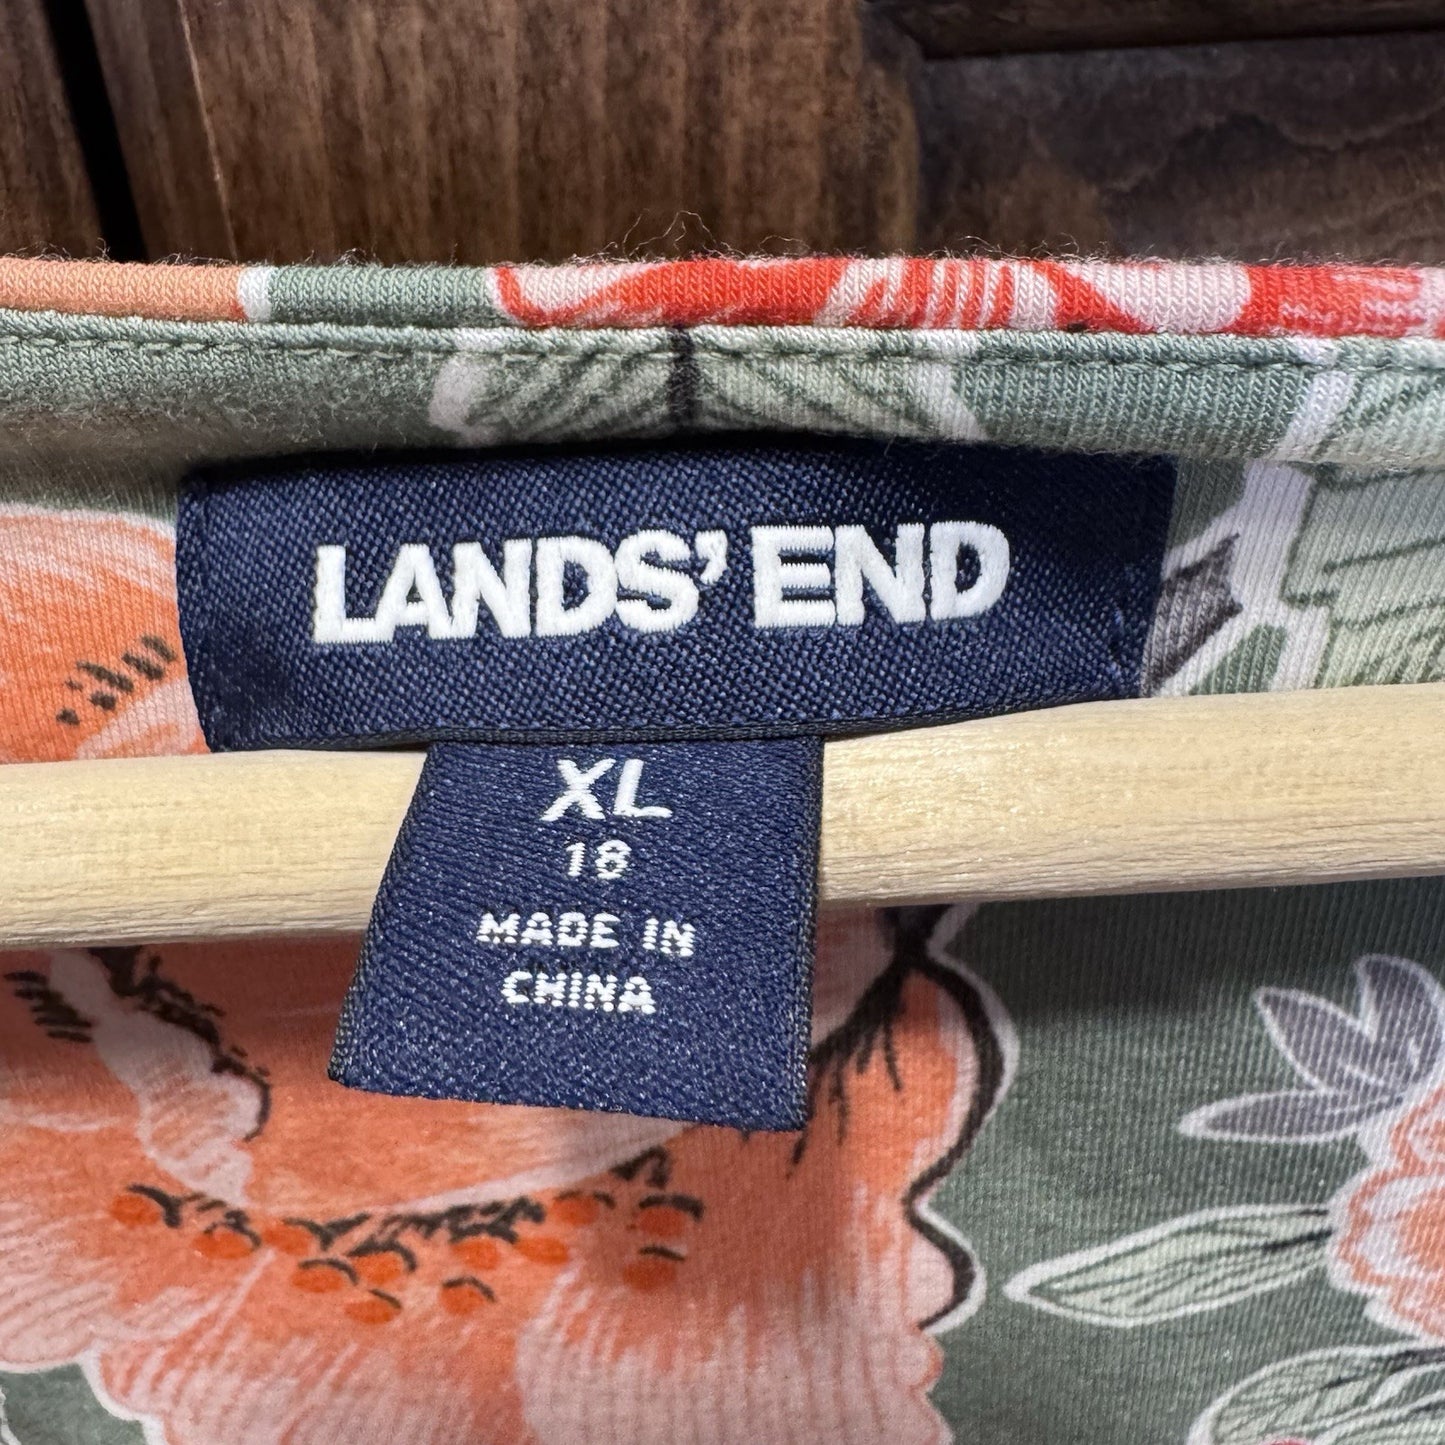 LANDS' END
XL
18
MADE IN
CHINA